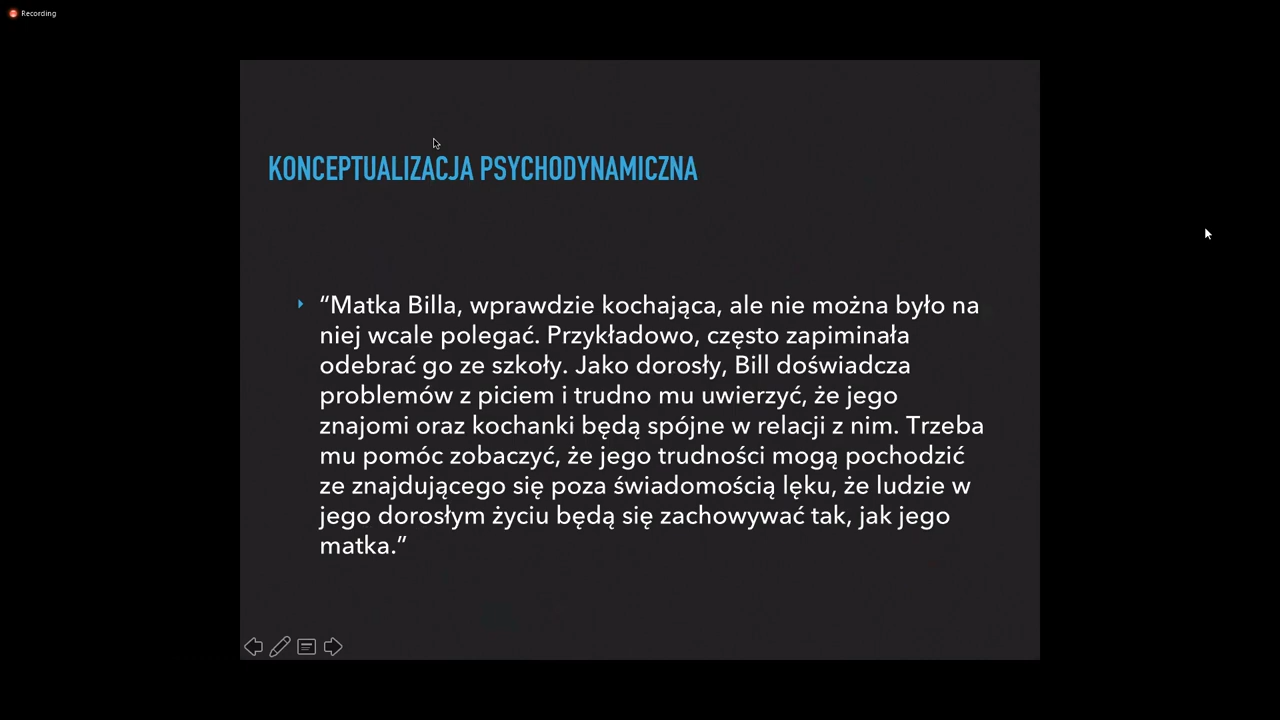 Recording
KONCEPTUALIZACJA PSYCHODYNAMICZNA
“Matka Billa, wprawdzie kochająca, ale nie można było na
niej wcale polegać. Przykładowo, często zapiminała
odebrać go ze szkoły. Jako dorosły, Bill doświadcza
problemów z piciem i trudno mu uwierzyć, że jego
znajomi oraz kochanki będą spójne w relacji z nim. Trzeba
mu pomóc zobaczyć, że jego trudności mogą pochodzić
ze znajdującego się poza świadomością lęku, że ludzie w
jego dorosłym życiu będą się zachowywać tak, jak jego
matka.”